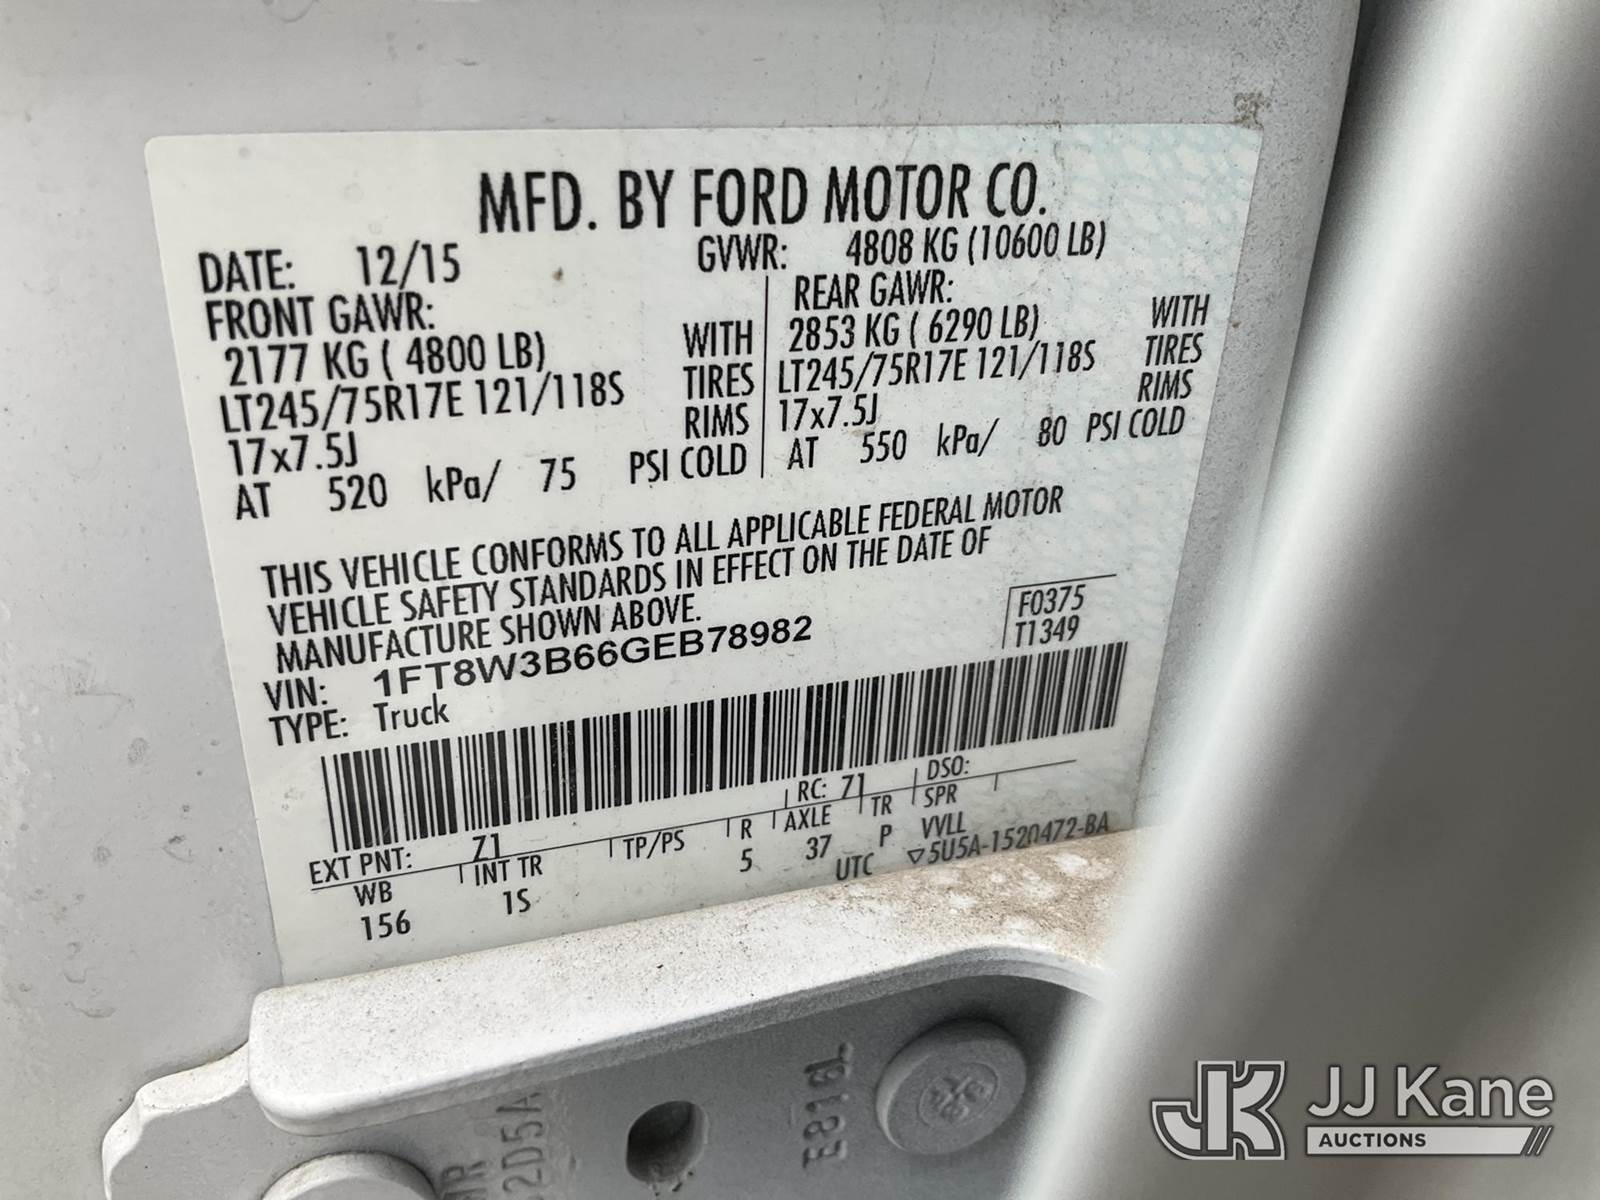 MFD. BY FORD MOTOR CO.
DATE: 12/15 GVWR: 4808 KG (10600 LB)
FRONT GAWR: REAR GAWR:
2177 KG ( 4800 LB) WITH 2853 KG ( 6290 LB) WITH
LT245/75R17E 121/118S TIRES LT245/75R17E 121/118S TIRES
17x7.5J RIMS 17x7.5J RIMS
AT 520 kPa/ 75 PSI COLD AT 550 kPa/ 80 PSI COLD
THIS VEHICLE CONFORMS TO ALL APPLICABLE FEDERAL MOTOR
VEHICLE SAFETY STANDARDS IN EFFECT ON THE DATE OF
MANUFACTURE SHOWN ABOVE.
VIN: 1FT8W3B66GEB78982 F0375
TYPE: Truck T1349
EXT PNT: Z1 RC: 71 DSO:
WB INT TR TP/PS R AXLE TR SPR
156 1S 5 37 P VVLL
UTC ▽5U5A-1520472-BA
E818L
JJ Kane
AUCTIONS